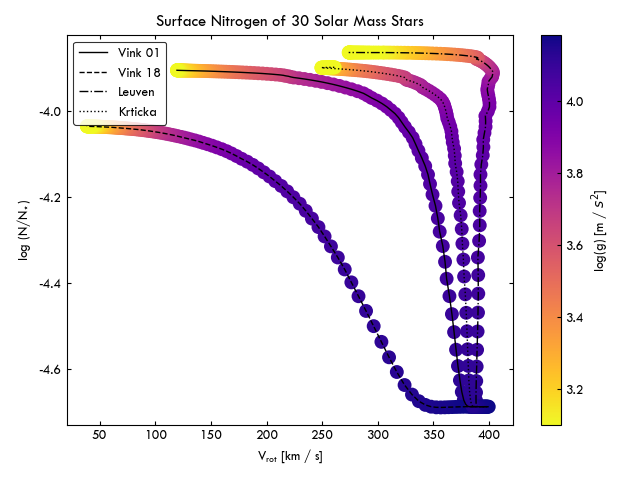 Surface Nitrogen of 30 Solar Mass Stars
Vink 01
Vink 18
Leuven
Krticka
-4.0
-4.2
-4.4
-4.6
log (N/N⋆)
50
100
150
200
250
300
350
400
Vrot [km / s]
4.0
3.8
3.6
3.4
3.2
log(g) [m / s²]